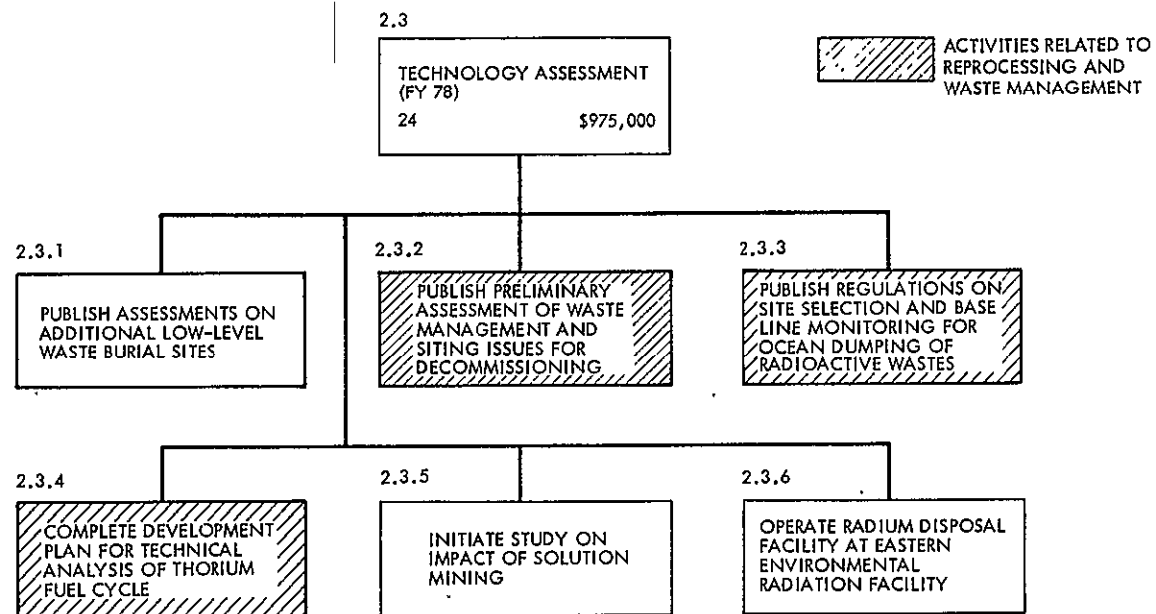 2.3
TECHNOLOGY ASSESSMENT
(FY 78)
24 $975,000
ACTIVITIES RELATED TO
REPROCESSING AND
WASTE MANAGEMENT
2.3.1
PUBLISH ASSESSMENTS ON
ADDITIONAL LOW-LEVEL
WASTE BURIAL SITES
2.3.2
PUBLISH PRELIMINARY
ASSESSMENT OF WASTE
MANAGEMENT AND
SITING ISSUES FOR
DECOMMISSIONING
2.3.3
PUBLISH REGULATIONS ON
SITE SELECTION AND BASE
LINE MONITORING FOR
OCEAN DUMPING OF
RADIOACTIVE WASTES
2.3.4
COMPLETE DEVELOPMENT
PLAN FOR TECHNICAL
ANALYSIS OF THORIUM
FUEL CYCLE
2.3.5
INITIATE STUDY ON
IMPACT OF SOLUTION
MINING
2.3.6
OPERATE RADIUM DISPOSAL
FACILITY AT EASTERN
ENVIRONMENTAL
RADIATION FACILITY